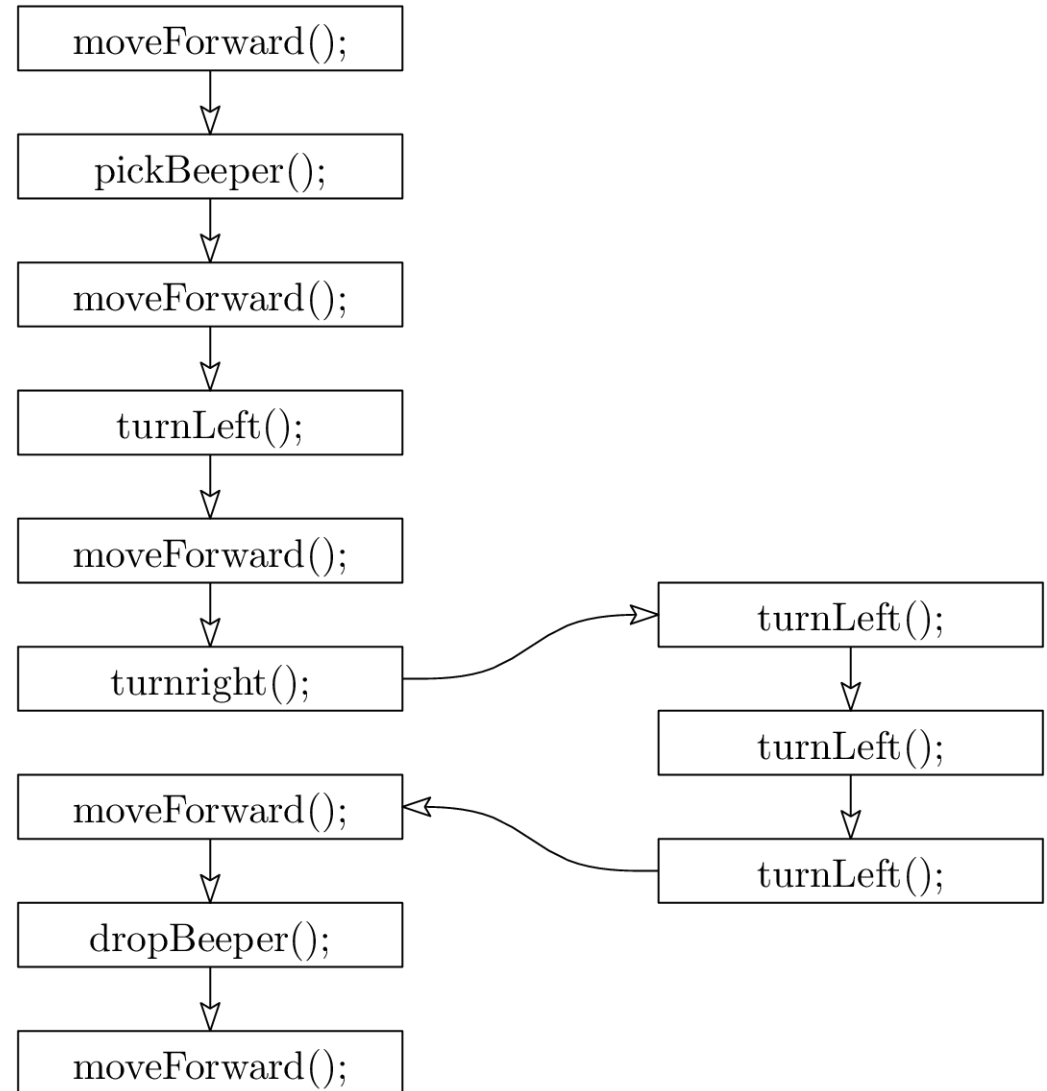 moveForward();
pickBeeper();
moveForward();
turnLeft();
moveForward();
turnright();
turnLeft();
turnLeft();
turnLeft();
moveForward();
dropBeeper();
moveForward();